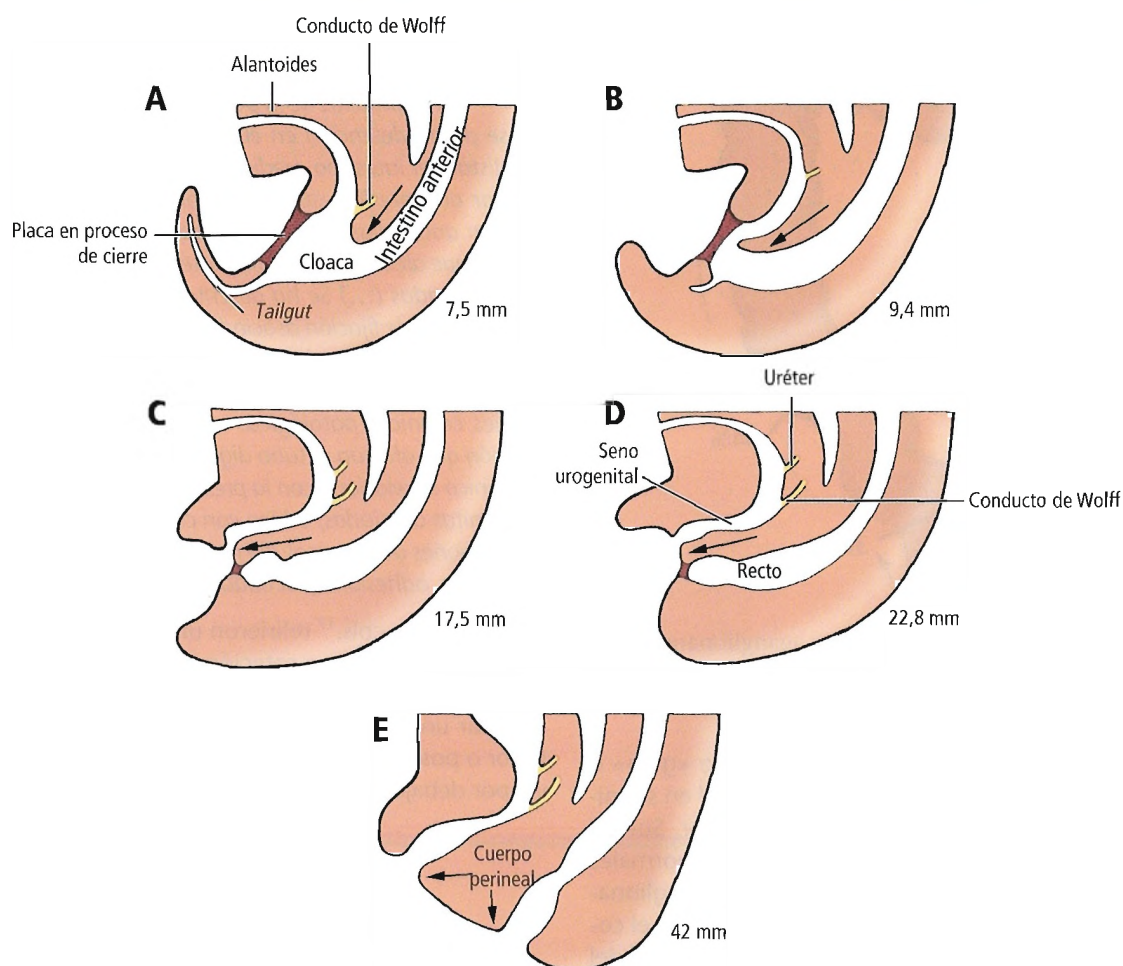 Conducto de Wolff
Alantoides
A
Placa en proceso
de cierre
Cloaca
Intestino anterior
Tailgut
7,5 mm
B
9,4 mm
C
17,5 mm
Uréter
D
Seno
urogenital
Conducto de Wolff
Recto
22,8 mm
E
Cuerpo
perineal
42 mm